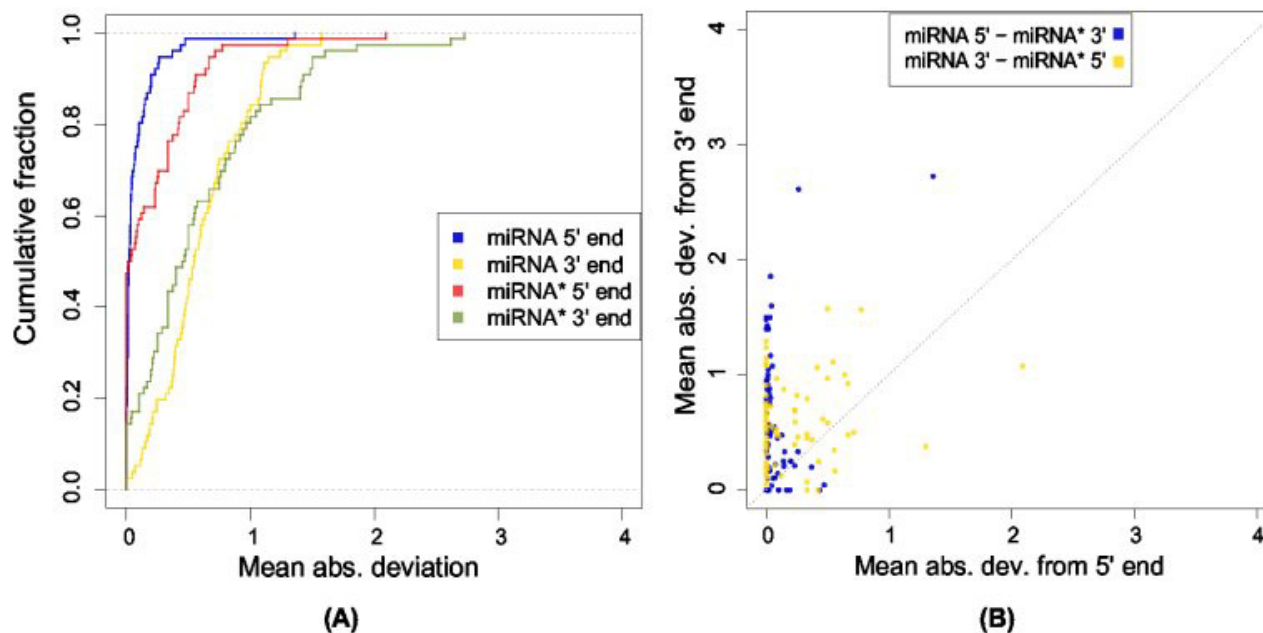 Cumulative fraction
1.0
0.8
0.6
0.4
0.2
0.0
miRNA 5' end
miRNA 3' end
miRNA* 5' end
miRNA* 3' end
0 1 2 3 4
Mean abs. deviation
(A)
Mean abs. dev. from 3' end
4
3
2
1
0
miRNA 5' – miRNA* 3'
miRNA 3' – miRNA* 5'
0 1 2 3 4
Mean abs. dev. from 5' end
(B)